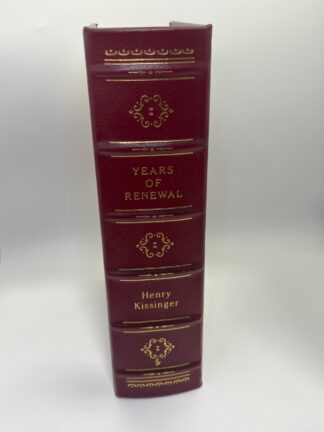 YEARS
OF
RENEWAL
Henry
Kissinger